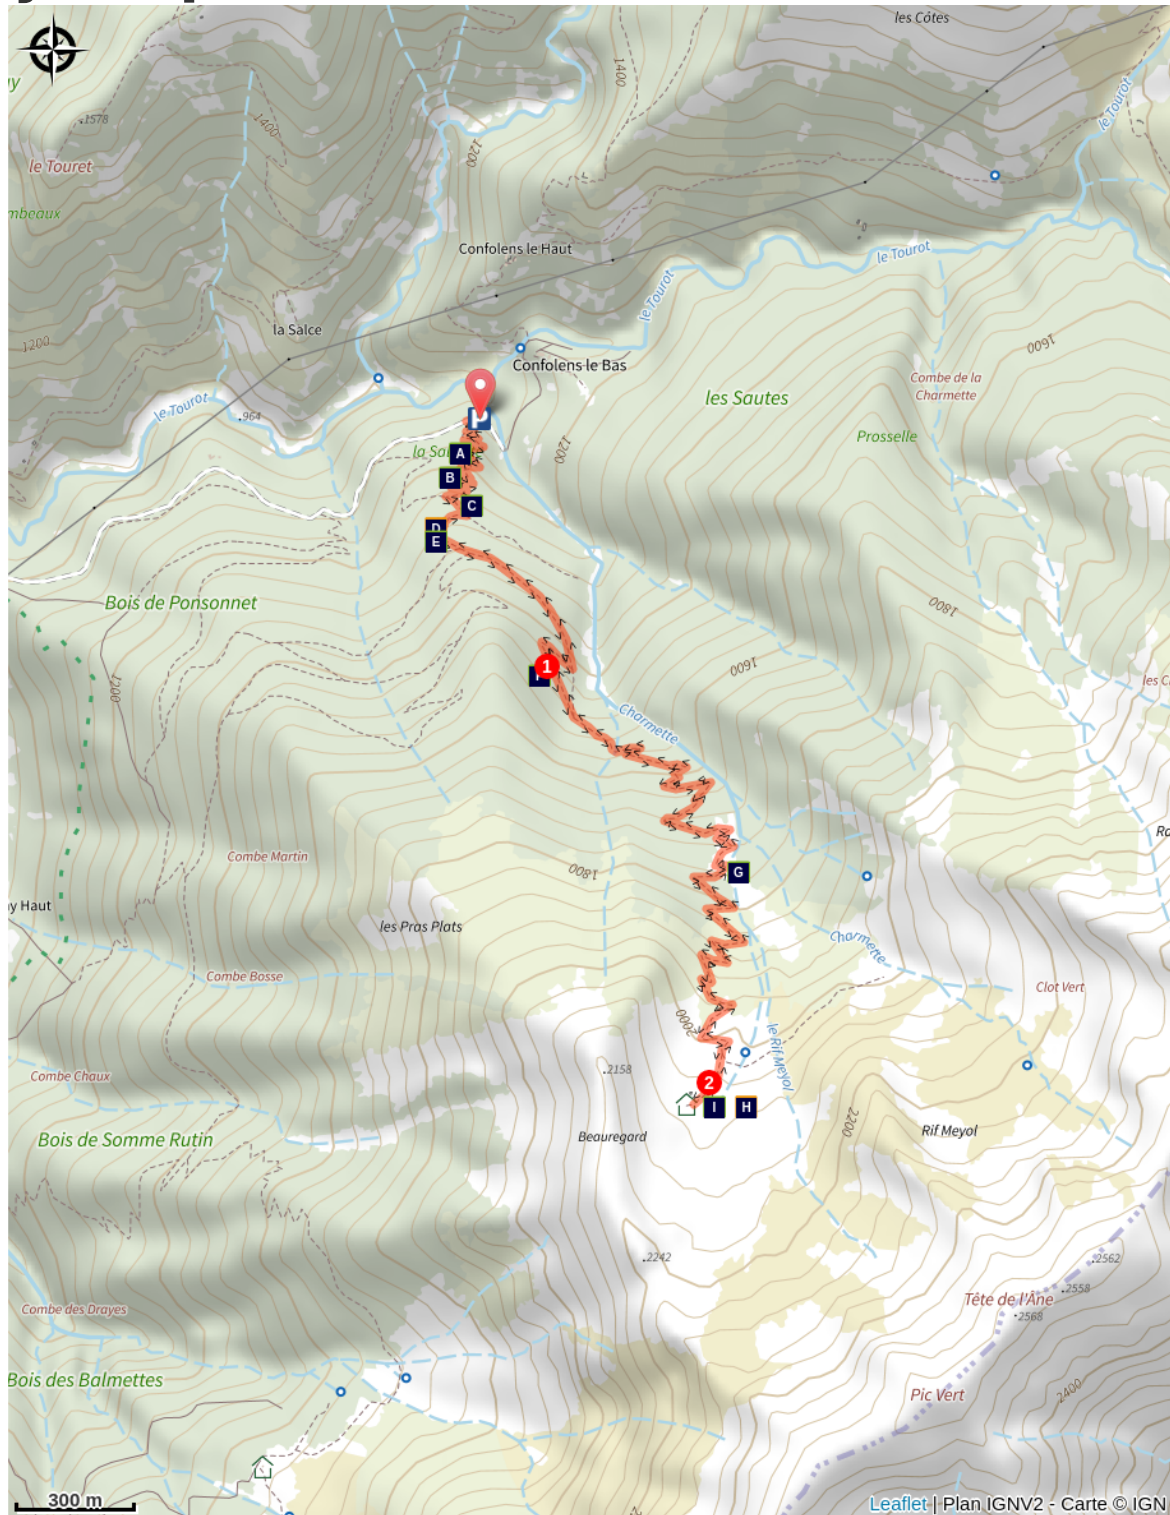 les Côtes
1400
le Tourot
1578
1400
1200
le Touret
Confolens le Haut
le Tourot
le Tourot
la Salce
1200
1600
Confolens le Bas
Combe de la
Charmette
les Sautes
le Tourot
964
P
Prosselle
1200
A
B
C
D
E
Bois de Ponsonnet
1800
1600
1
1200
Charmette
Combe Martin
1800
G
les Pras Plats
Charmette
Combe Bosse
Clot Vert
2000
le Rif Meyol
2158
Combe Chaux
2
I
H
2200
Rif Meyol
Beauregard
Bois de Somme Rutin
2242
2562
2558
Tête de l'Âne
2568
Combe des Drayes
Bois des Balmettes
Pic Vert
2400
300 m
Leaflet | Plan IGNV2 - Carte © IGN